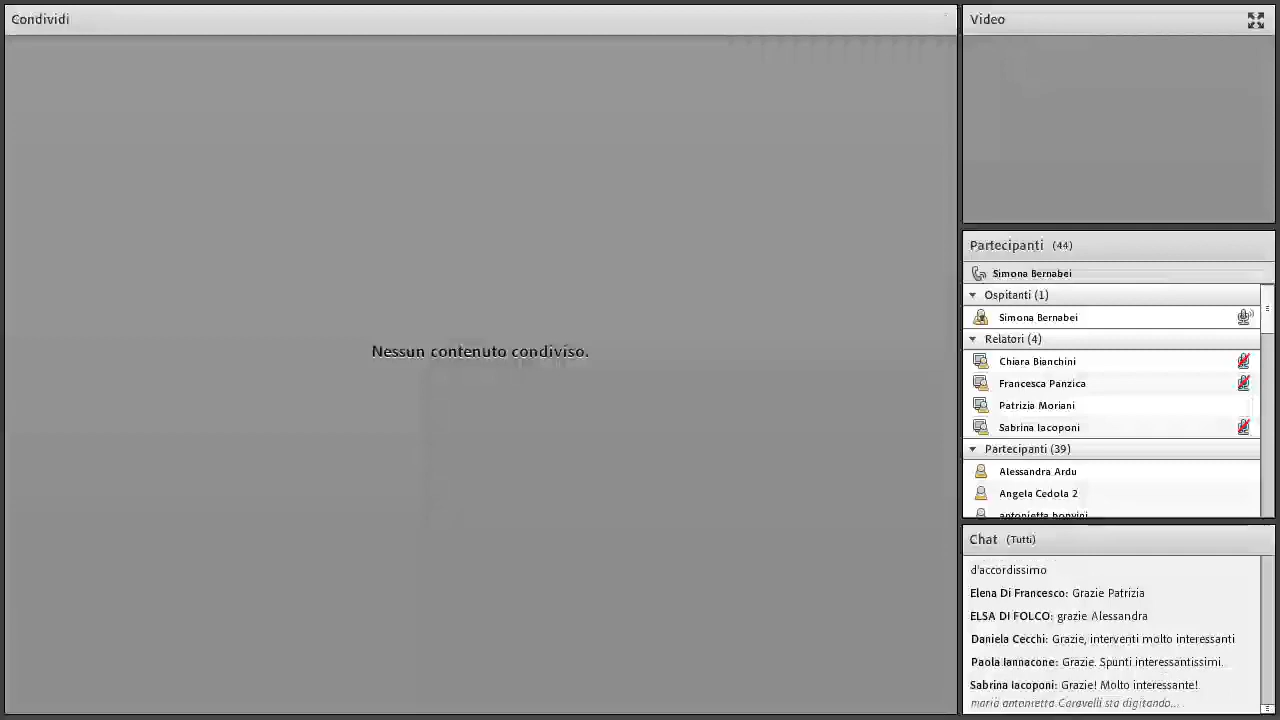 Condividi
Nessun contenuto condiviso.
Video
Partecipanti (44)
Simona Bernabei
Ospitanti (1)
Simona Bernabei
Relatori (4)
Chiara Bianchini
Francesca Panzica
Patrizia Moriani
Sabrina Iacoponi
Partecipanti (39)
Alessandra Ardu
Angela Cedola 2
antonietta bonvini
Chat (Tutti)
d'accordissimo
Elena Di Francesco: Grazie Patrizia
ELSA DI FOLCO: grazie Alessandra
Daniela Cecchi: Grazie, interventi molto interessanti
Paola Iannacone: Grazie. Spunti interessantissimi.
Sabrina Iacoponi: Grazie! Molto interessante!
maria antonietta Caravelli sta digitando...